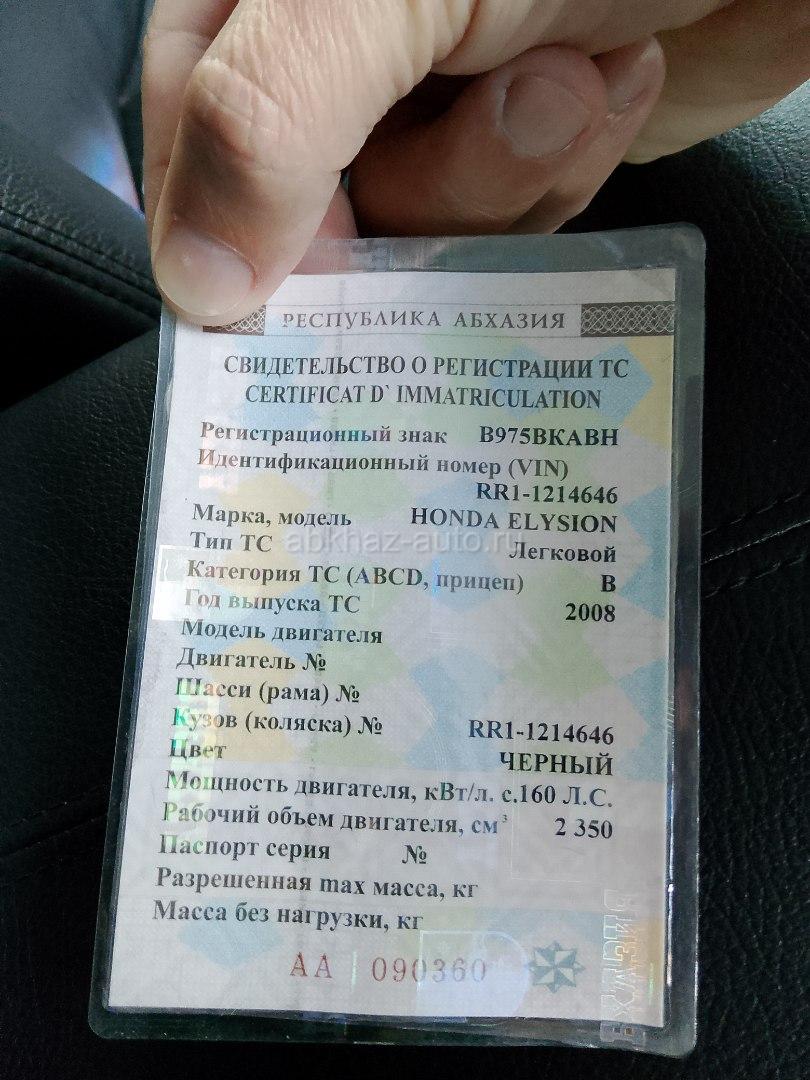 РЕСПУБЛИКА АБХАЗИЯ
СВИДЕТЕЛЬСТВО О РЕГИСТРАЦИИ ТС
CERTIFICAT D` IMMATRICULATION
Регистрационный знак В975ВКАВН
Идентификационный номер (VIN)
RR1-1214646
Марка, модель HONDA ELYSION
abkhaz-auto.ru
Тип ТС Легковой
Категория ТС (ABCD, прицеп) B
Год выпуска ТС 2008
Модель двигателя
Двигатель №
Шасси (рама) №
Кузов (коляска) № RR1-1214646
Цвет ЧЕРНЫЙ
Мощность двигателя, кВт/л. с.160 Л.С.
Рабочий объем двигателя, см³ 2 350
Паспорт серия №
Разрешенная max масса, кг
Масса без нагрузки, кг
АА 090360